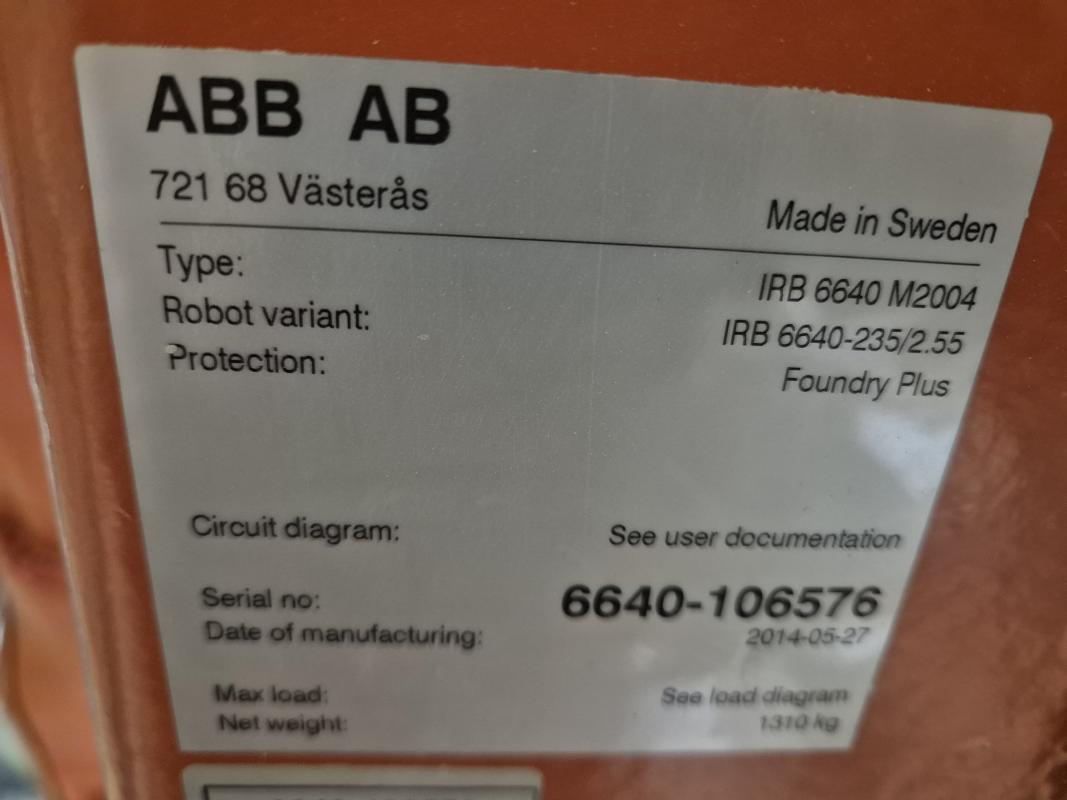 ABB AB
721 68 Västerås
Made in Sweden
Type: IRB 6640 M2004
Robot variant: IRB 6640-235/2.55
Protection: Foundry Plus
Circuit diagram: See user documentation
Serial no: 6640-106576
Date of manufacturing: 2014-05-27
Max load: See load diagram
Net weight: 1310 kg